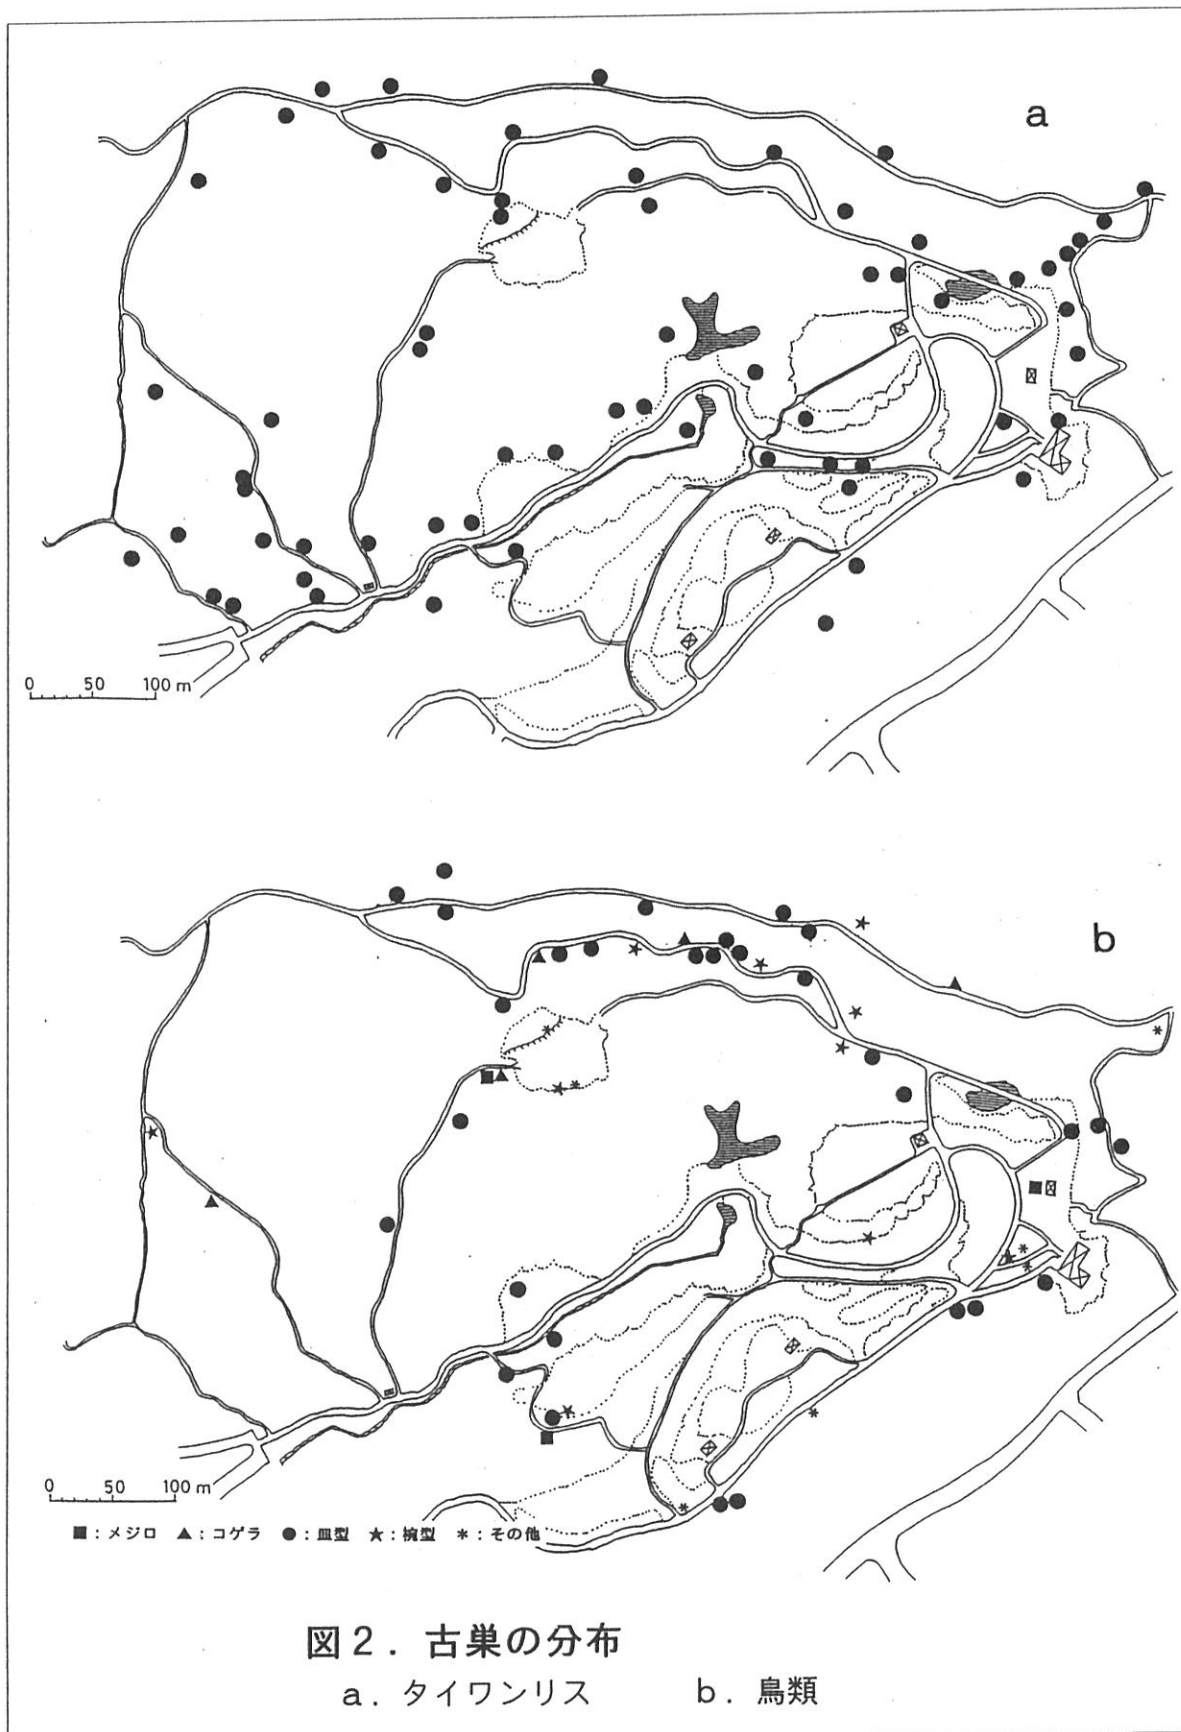 a
0 50 100 m
b
0 50 100 m
■：メジロ ▲：コゲラ ●：皿型 ★：椀型 *：その他
図２．古巣の分布
a．タイワンリス b．鳥類